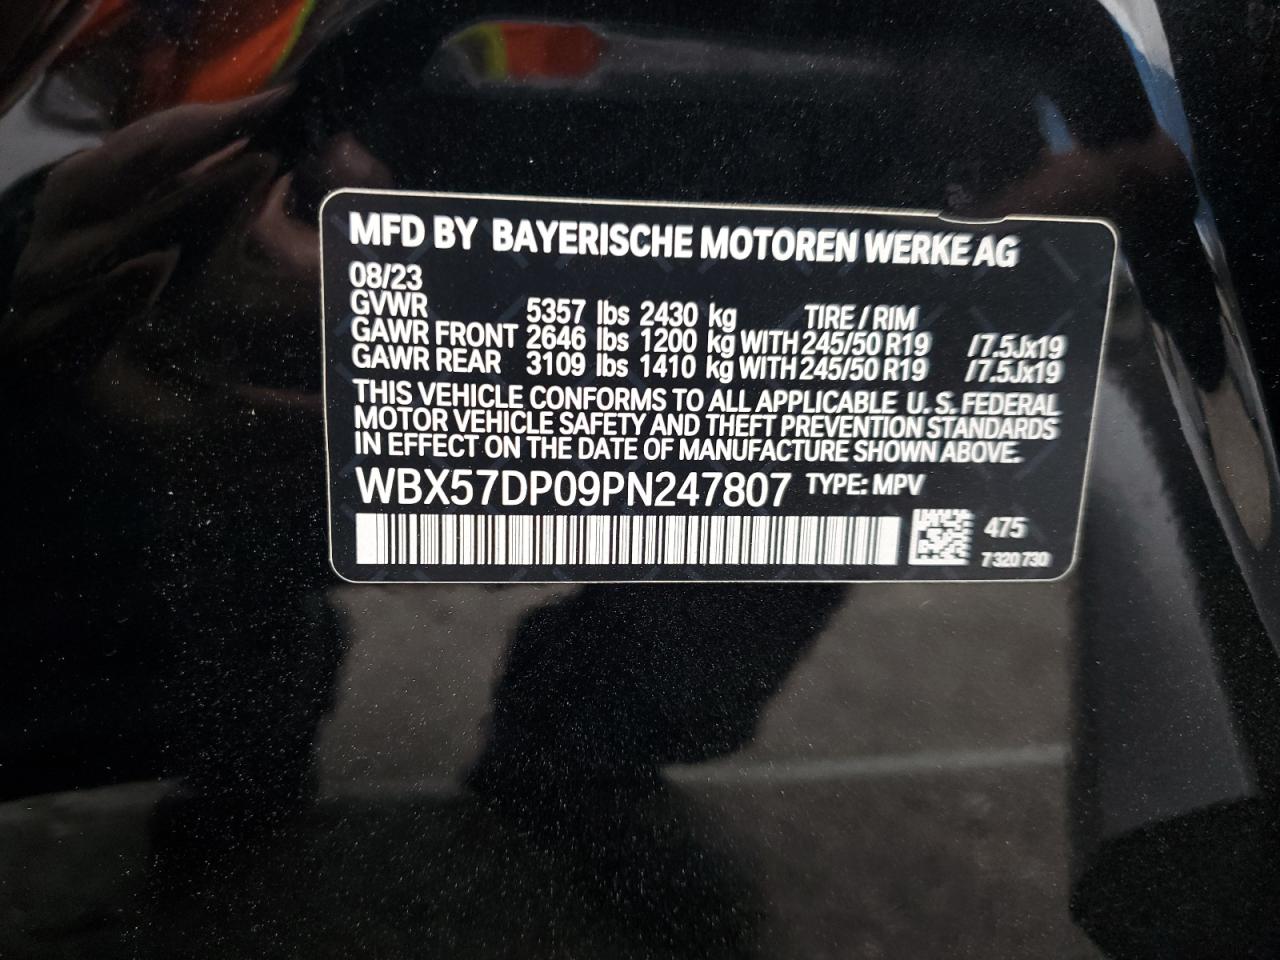 MFD BY BAYERISCHE MOTOREN WERKE AG
08/23
GVWR 5357 lbs 2430 kg TIRE / RIM
GAWR FRONT 2646 lbs 1200 kg WITH 245/50 R19 /7.5Jx19
GAWR REAR 3109 lbs 1410 kg WITH 245/50 R19 /7.5Jx19
THIS VEHICLE CONFORMS TO ALL APPLICABLE U. S. FEDERAL
MOTOR VEHICLE SAFETY AND THEFT PREVENTION STANDARDS
IN EFFECT ON THE DATE OF MANUFACTURE SHOWN ABOVE.
WBX57DP09PN247807 TYPE: MPV
475
7 320 730